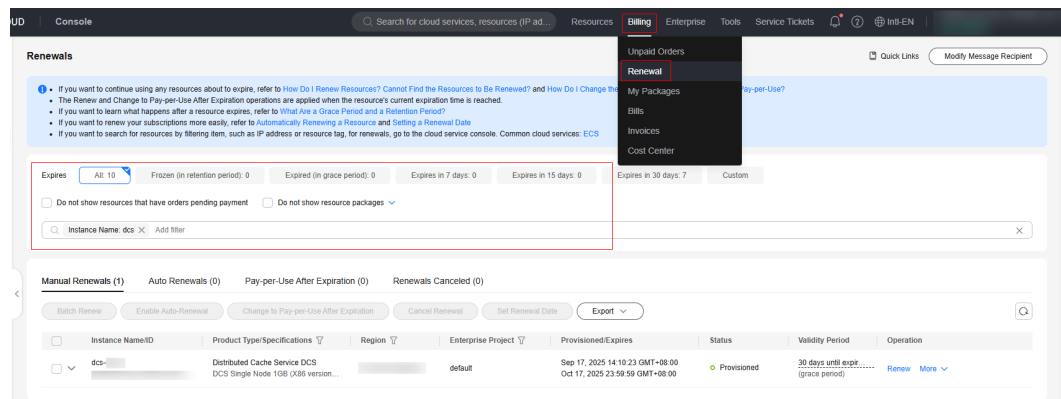 UD Console Search for cloud services, resources (IP ad... Resources Billing Enterprise Tools Service Tickets Intl-EN
Unpaid Orders
Renewal
My Packages
Bills
Invoices
Cost Center
Renewals Quick Links Modify Message Recipient
• If you want to continue using any resources about to expire, refer to How Do I Renew Resources? Cannot Find the Resources to Be Renewed? and How Do I Change the Pay-per-Use?
• The Renew and Change to Pay-per-Use After Expiration operations are applied when the resource's current expiration time is reached.
• If you want to learn what happens after a resource expires, refer to What Are a Grace Period and a Retention Period?
• If you want to renew your subscriptions more easily, refer to Automatically Renewing a Resource and Setting a Renewal Date
• If you want to search for resources by filtering item, such as IP address or resource tag, for renewals, go to the cloud service console. Common cloud services: ECS
Expires All: 10 Frozen (in retention period): 0 Expired (in grace period): 0 Expires in 7 days: 0 Expires in 15 days: 0 Expires in 30 days: 7 Custom
Do not show resources that have orders pending payment Do not show resource packages
Instance Name: dcs Add filter
Manual Renewals (1) Auto Renewals (0) Pay-per-Use After Expiration (0) Renewals Canceled (0)
Batch Renew Enable Auto-Renewal Change to Pay-per-Use After Expiration Cancel Renewal Set Renewal Date Export
Instance Name/ID Product Type/Specifications Region Enterprise Project Provisioned/Expires Status Validity Period Operation
dcs- Distributed Cache Service DCS default Sep 17, 2025 14:10:23 GMT+08:00 Provisioned 30 days until expir... Renew More
DCS Single Node 1GB (X86 version... Oct 17, 2025 23:59:59 GMT+08:00 (grace period)